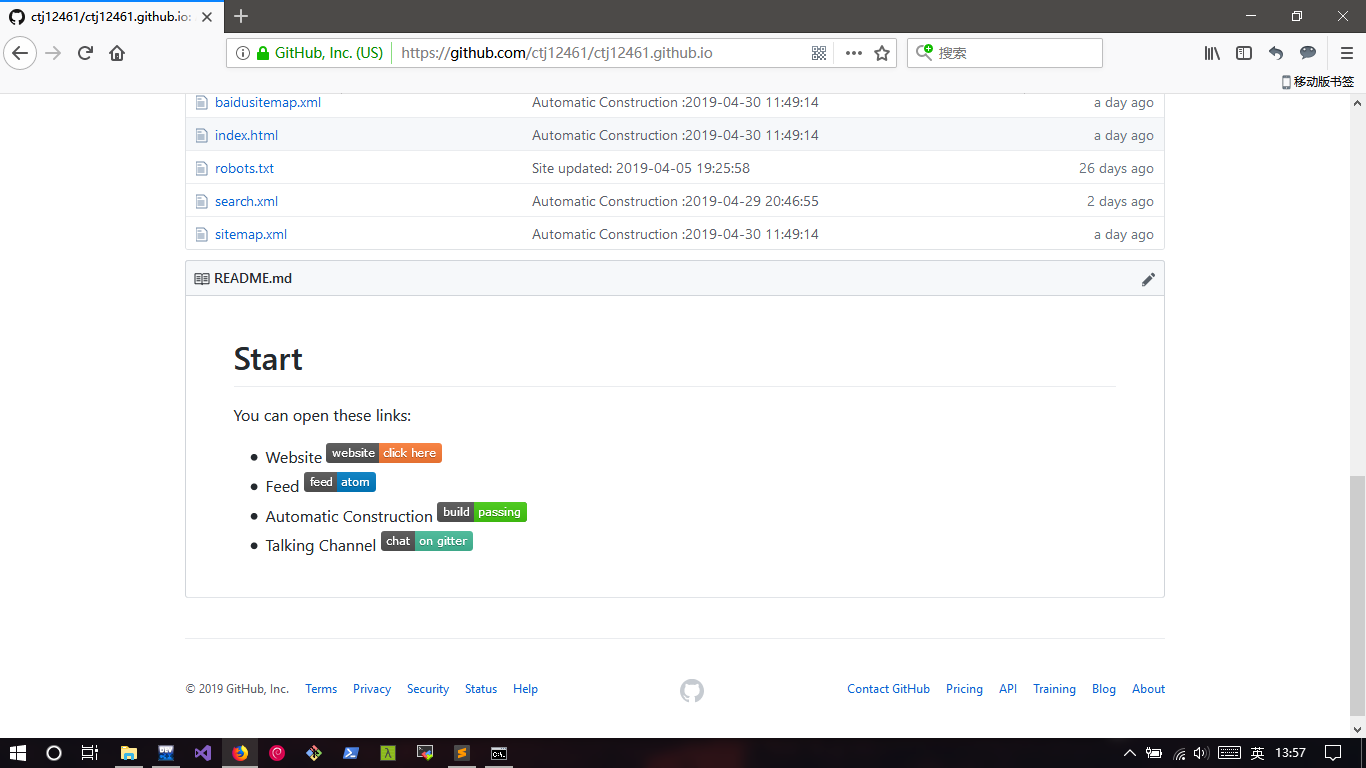 ctj12461/ctj12461.github.io:
GitHub, Inc. (US) https://github.com/ctj12461/ctj12461.github.io 搜索
移动版书签
baidusitemap.xml Automatic Construction :2019-04-30 11:49:14 a day ago
index.html Automatic Construction :2019-04-30 11:49:14 a day ago
robots.txt Site updated: 2019-04-05 19:25:58 26 days ago
search.xml Automatic Construction :2019-04-29 20:46:55 2 days ago
sitemap.xml Automatic Construction :2019-04-30 11:49:14 a day ago
README.md
Start
You can open these links:
Website website click here
Feed feed atom
Automatic Construction build passing
Talking Channel chat on gitter
© 2019 GitHub, Inc. Terms Privacy Security Status Help Contact GitHub Pricing API Training Blog About
英 13:57